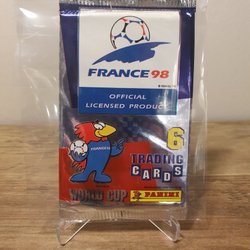 FRANCE 98
OFFICIAL
LICENSED PRODUCT
6
TRADING
CARDS
WORLD CUP
PANINI